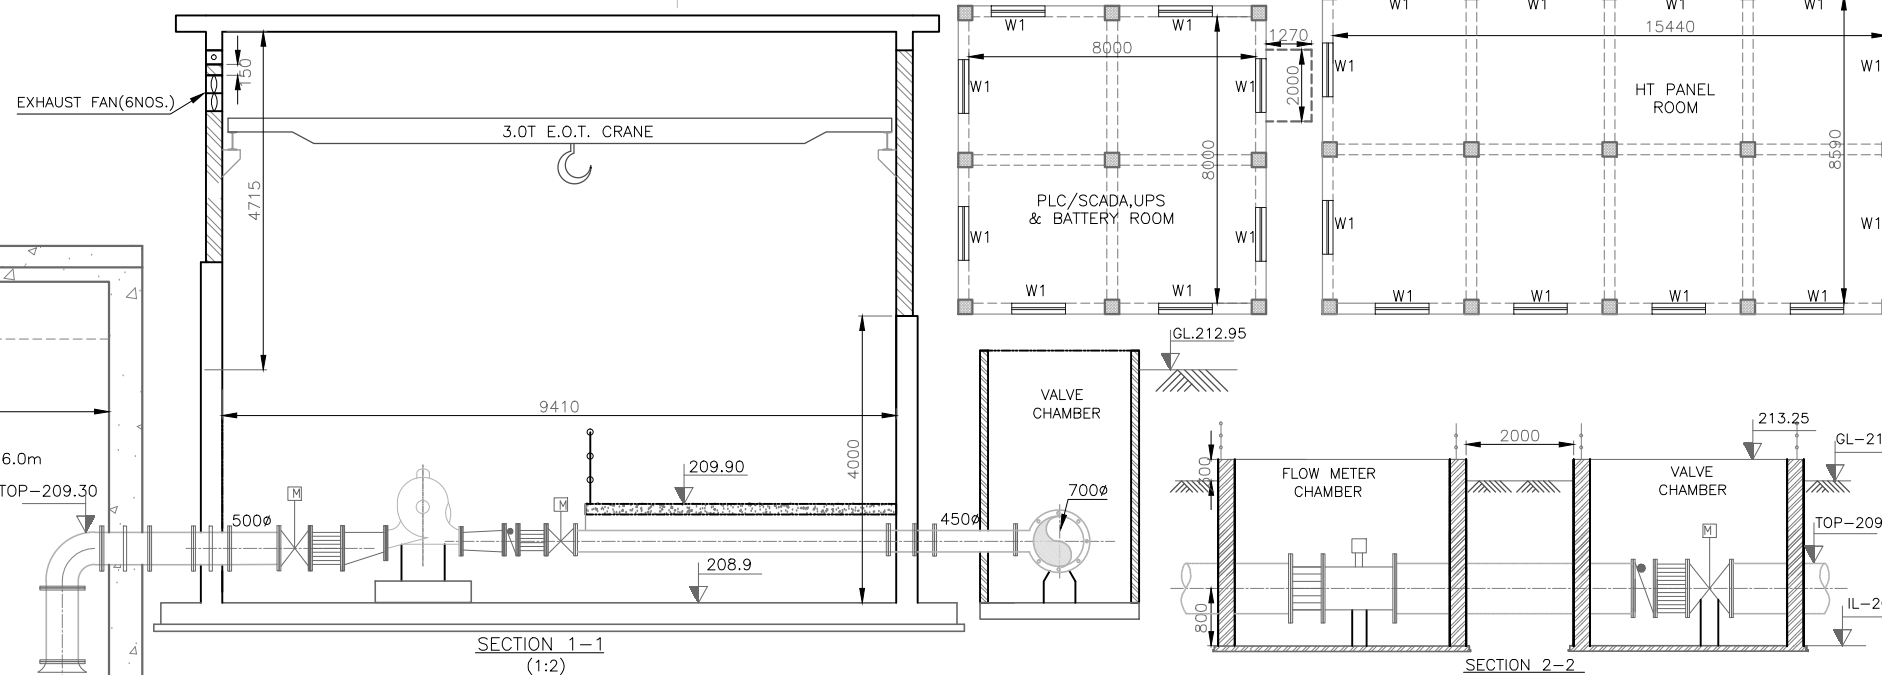 150
EXHAUST FAN(6NOS.)
3.0T E.O.T. CRANE
4715
9410
4000
6.0m
TOP-209.30
500ø
M
M
209.90
208.9
450ø
SECTION 1-1
(1:2)
W1
W1
8000
1270
2000
W1
W1
8000
PLC/SCADA,UPS
& BATTERY ROOM
W1
W1
W1
W1
W1
W1
W1
W1
15440
W1
W1
HT PANEL
ROOM
8590
W1
W1
W1
W1
W1
W1
GL.212.95
VALVE
CHAMBER
700ø
213.25
2000
FLOW METER
CHAMBER
VALVE
CHAMBER
M
TOP-209
800
SECTION 2-2